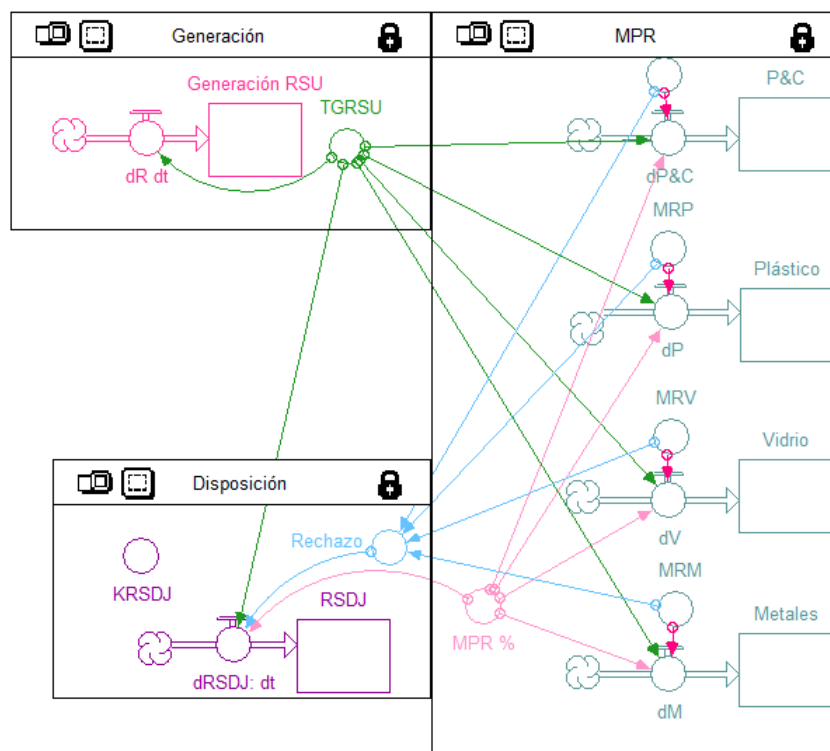 Generación
MPR
Generación RSU
TGRSU
dR dt
P&C
dP&C
MRP
Plástico
dP
MRV
Vidrio
dV
MRM
Metales
dM
Disposición
Rechazo
KRSDJ
RSDJ
dRSDJ: dt
MPR %